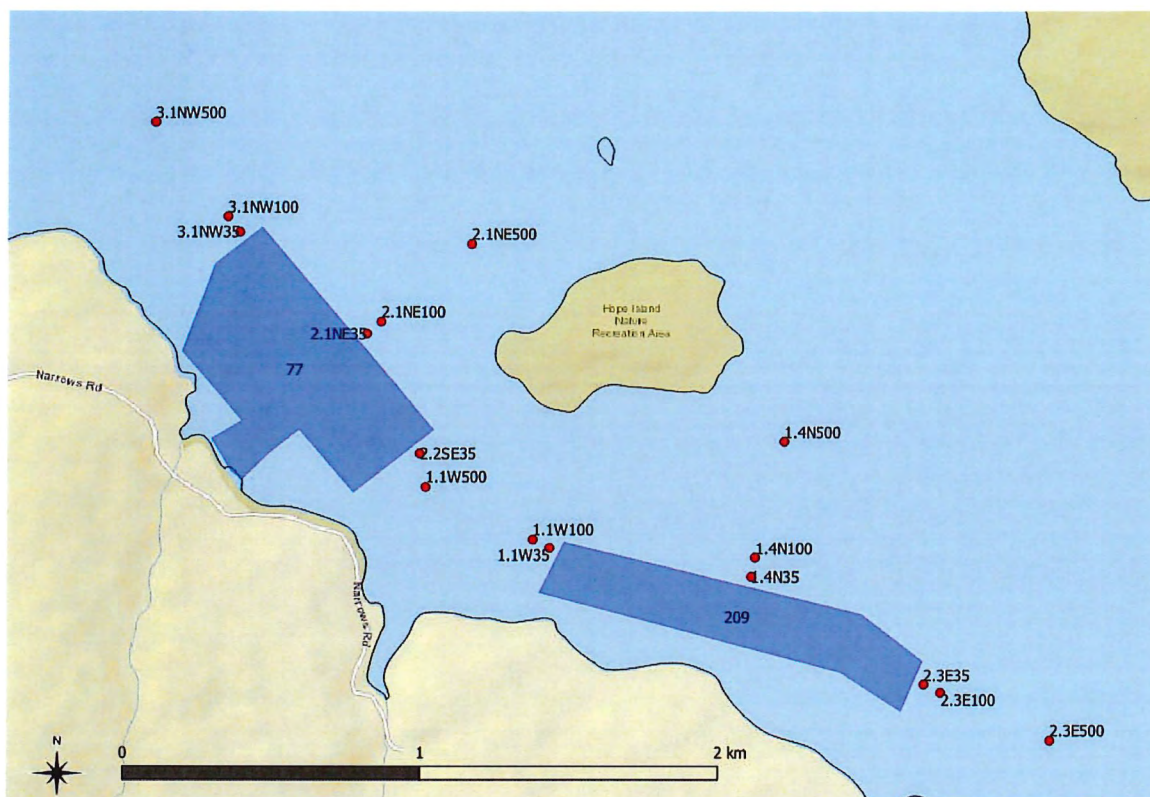 3.1NW500
3.1NW100
3.1NW35
2.1NE500
2.1NE100
2.1NE35
Hope Island
Nature
Recreation Area
77
Narrows Rd
1.4N500
2.2SE35
1.1W500
1.1W100
1.1W35
1.4N100
1.4N35
Narrows Rd
209
2.3E35
2.3E100
2.3E500
N
0 1 2 km